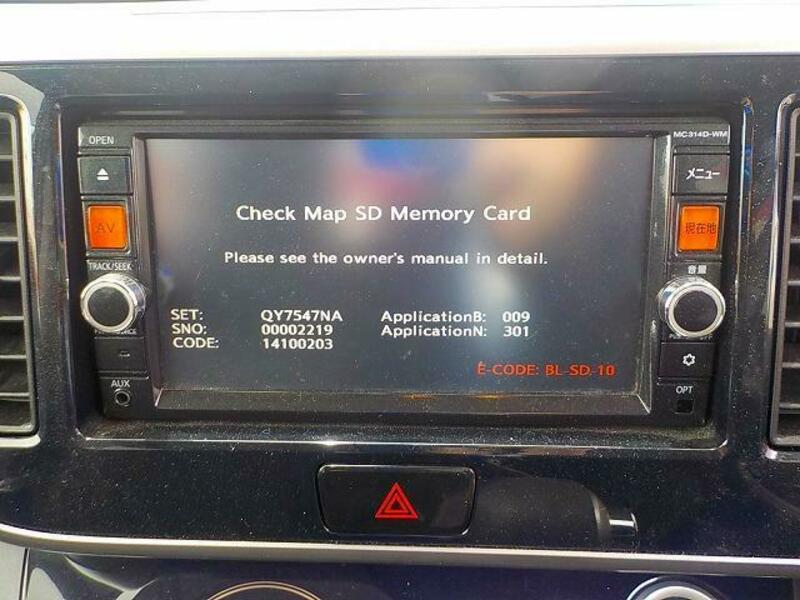 OPEN
MC314D-WM
メニュー
AV
現在地
TRACK/SEEK
音量
Check Map SD Memory Card
Please see the owner's manual in detail.
SET: QY7547NA ApplicationB: 009
SNO: 00002219 ApplicationN: 301
CODE: 14100203
E-CODE: BL-SD-10
AUX
OPT